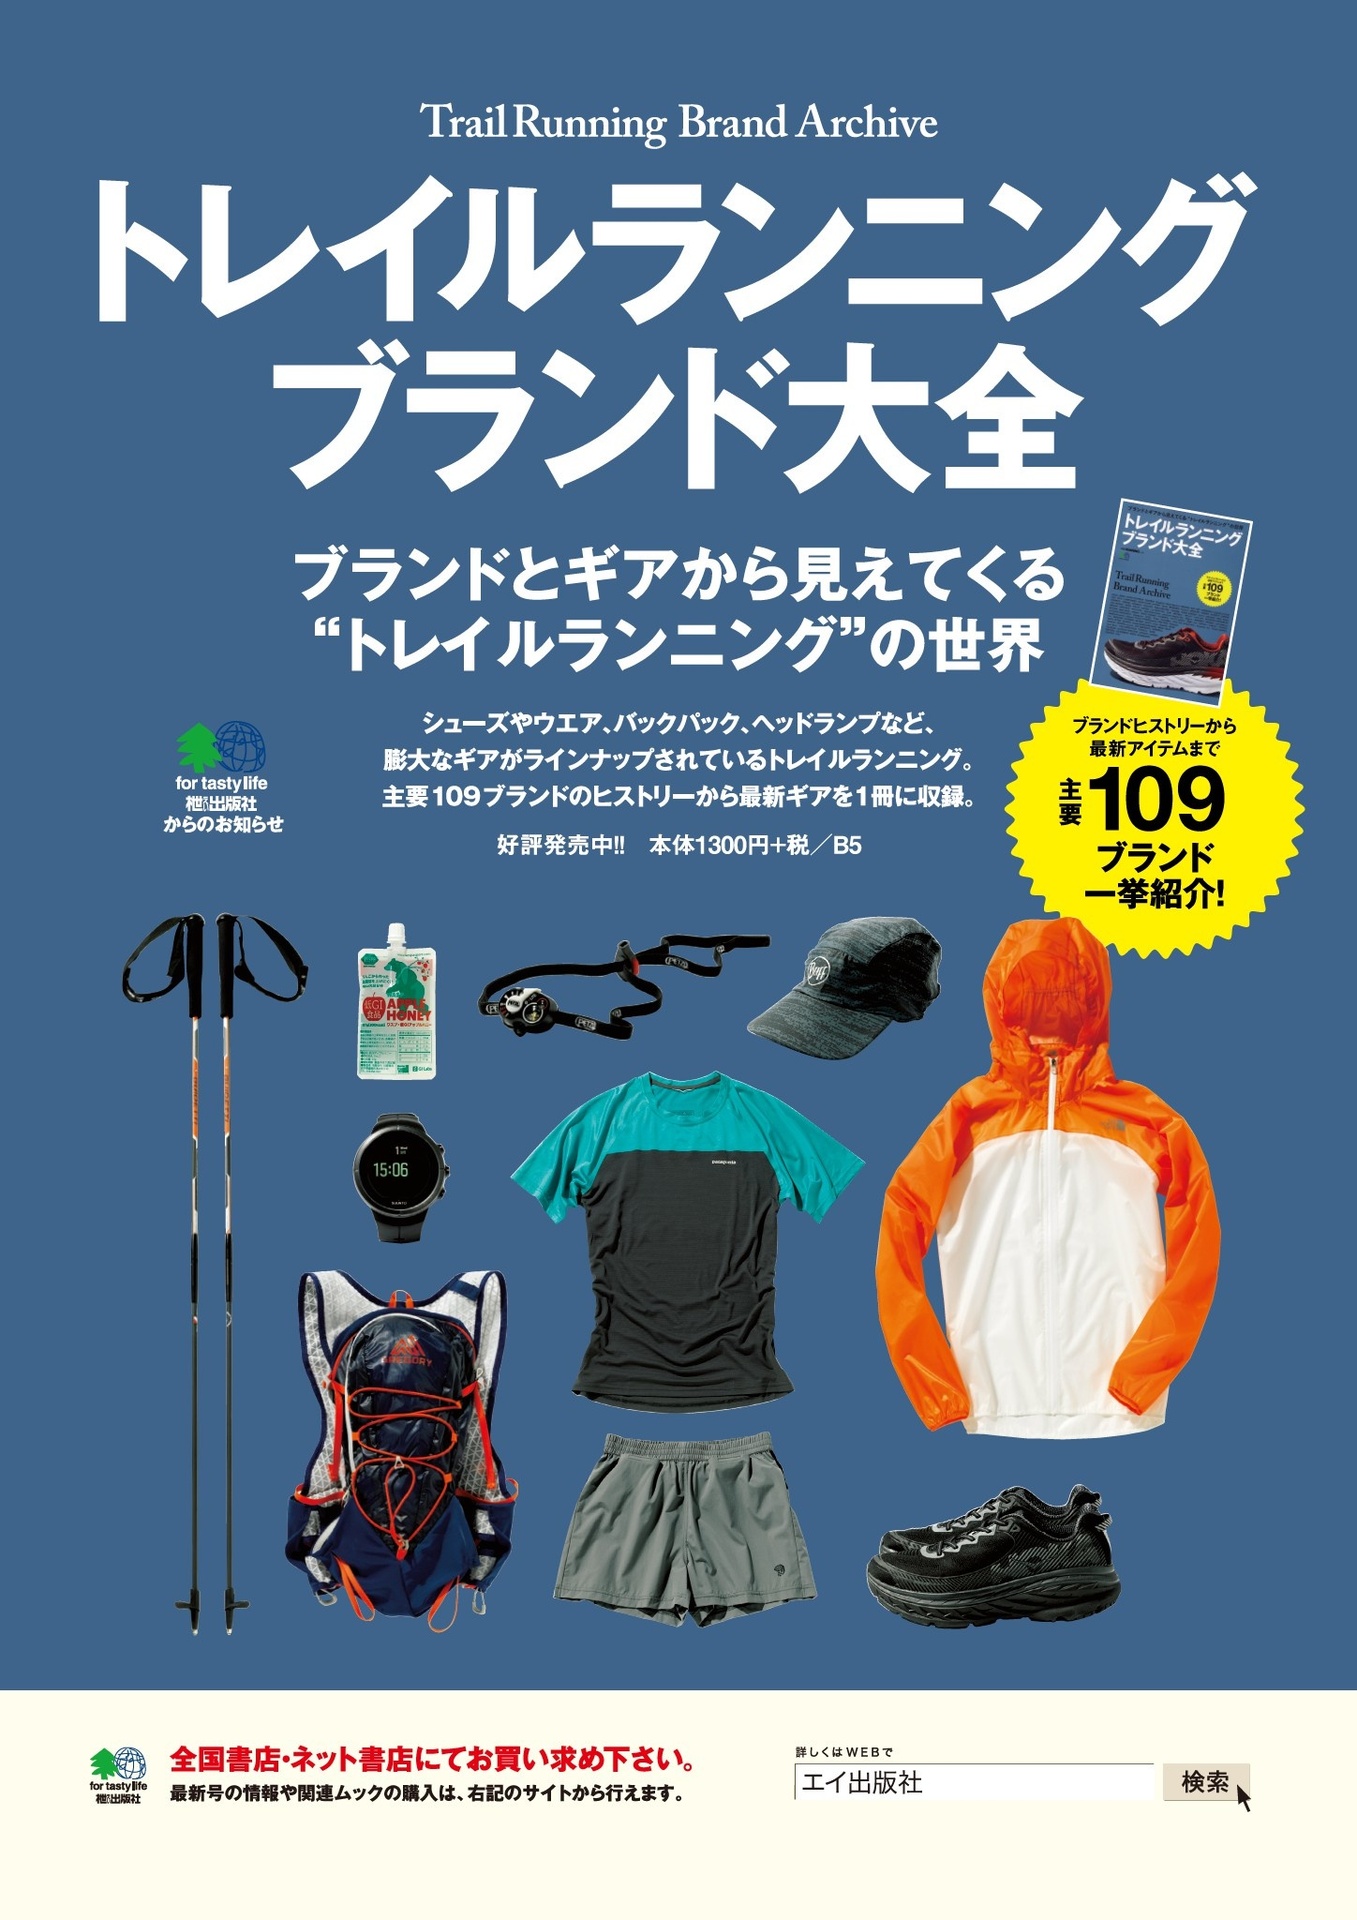 Trail Running Brand Archive
トレイルランニング
ブランド大全
ブランドとギアから見えてくる
“トレイルランニング”の世界
トレイルランニング
ブランド大全
Trail Running
Brand Archive
109
シューズやウエア、バックパック、ヘッドランプなど、
膨大なギアがラインナップされているトレイルランニング。
主要109ブランドのヒストリーから最新ギアを1冊に収録。
好評発売中!!　本体1300円+税／B5
for tasty life
枻出版社
からのお知らせ
ブランドヒストリーから
最新アイテムまで
主要109
ブランド
一挙紹介!
低GI
食品
APPLE
HONEY
PETZL
Buff
15:06
SUUNTO
GREGORY
for tasty life
枻出版社
全国書店・ネット書店にてお買い求め下さい。
最新号の情報や関連ムックの購入は、右記のサイトから行えます。
詳しくはWEBで
エイ出版社
検索